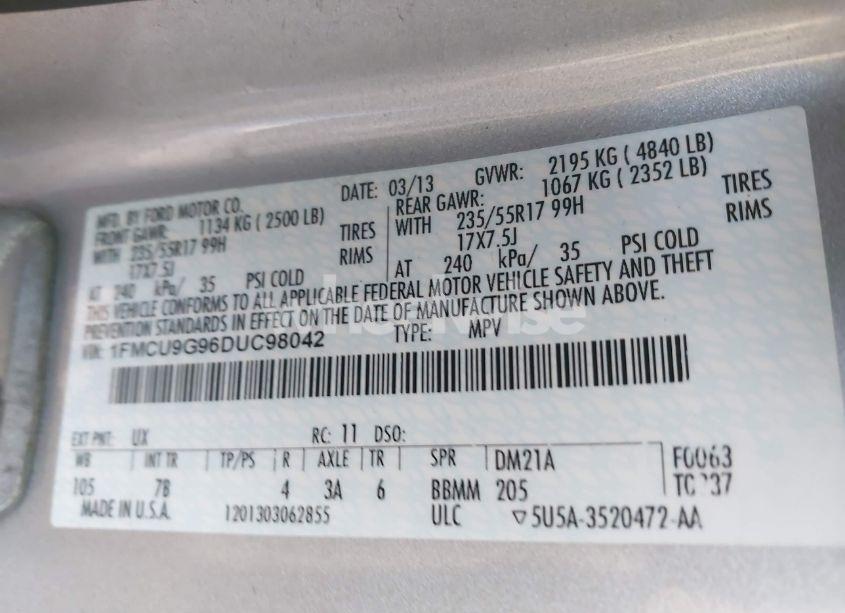 MFD. BY FORD MOTOR CO. DATE: 03/13 GVWR: 2195 KG ( 4840 LB)
FRONT GAWR: 1134 KG ( 2500 LB) REAR GAWR: 1067 KG ( 2352 LB)
WITH 235/55R17 99H TIRES WITH 235/55R17 99H TIRES
17X7.5J RIMS 17X7.5J RIMS
AT 240 kPa/ 35 PSI COLD AT 240 kPa/ 35 PSI COLD
THIS VEHICLE CONFORMS TO ALL APPLICABLE FEDERAL MOTOR VEHICLE SAFETY AND THEFT
PREVENTION STANDARDS IN EFFECT ON THE DATE OF MANUFACTURE SHOWN ABOVE.
VIN: 1FMCU9G96DUC98042 TYPE: MPV
EXT PNT: UX RC: 11 DSO:
WB INT TR TP/PS R AXLE TR SPR DM21A F0063
105 7B 4 3A 6 BBMM 205
MADE IN U.S.A. 1201303062855 ULC ▽5U5A-3520472-AA